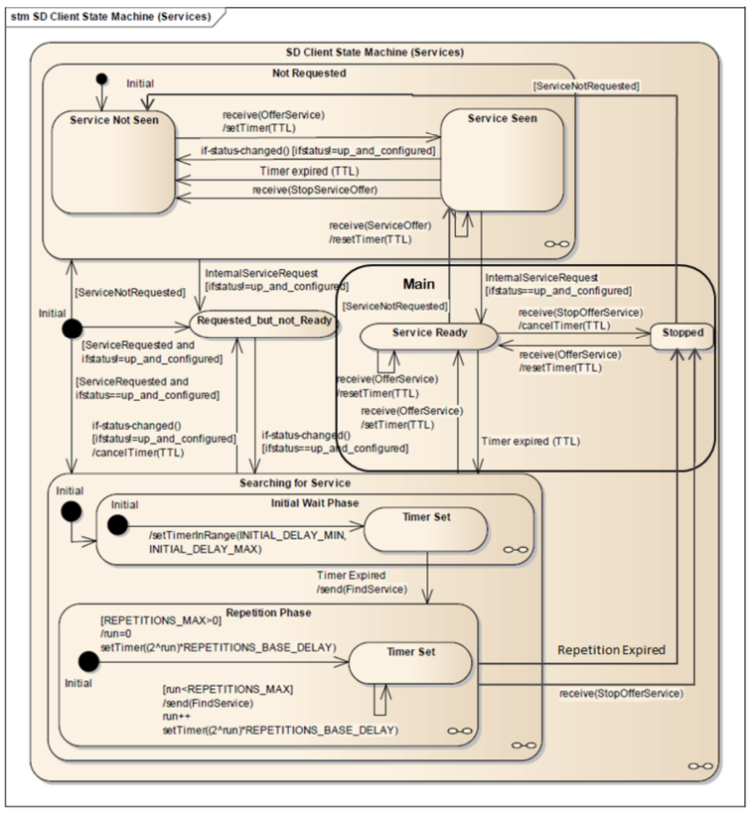 stm SD Client State Machine (Services)
SD Client State Machine (Services)
Not Requested
Initial
[ServiceNotRequested]
Service Not Seen
Service Seen
receive(OfferService)
/setTimer(TTL)
if-status-changed() [ifstatus!=up_and_configured]
Timer expired (TTL)
receive(StopServiceOffer)
receive(ServiceOffer)
/resetTimer(TTL)
InternalServiceRequest
[ifstatus!=up_and_configured]
Main
InternalServiceRequest
[ifstatus==up_and_configured]
[ServiceNotRequested]
[ServiceNotRequested]
Initial
Requested_but_not_Ready
Service Ready
receive(StopOfferService)
/cancelTimer(TTL)
Stopped
receive(OfferService)
/resetTimer(TTL)
[ServiceRequested and
ifstatus!=up_and_configured]
[ServiceRequested and
ifstatus==up_and_configured]
receive(OfferService)
/resetTimer(TTL)
receive(OfferService)
/setTimer(TTL)
if-status-changed()
[ifstatus!=up_and_configured]
/cancelTimer(TTL)
if-status-changed()
[ifstatus==up_and_configured]
Timer expired (TTL)
Searching for Service
Initial
Initial Wait Phase
Initial
Timer Set
/setTimerInRange(INITIAL_DELAY_MIN,
INITIAL_DELAY_MAX)
Timer Expired
/send(FindService)
Repetition Phase
[REPETITIONS_MAX>0]
/run=0
setTimer((2^run)*REPETITIONS_BASE_DELAY)
Timer Set
Initial
Repetition Expired
[run<REPETITIONS_MAX]
/send(FindService)
run++
setTimer((2^run)*REPETITIONS_BASE_DELAY)
receive(StopOfferService)